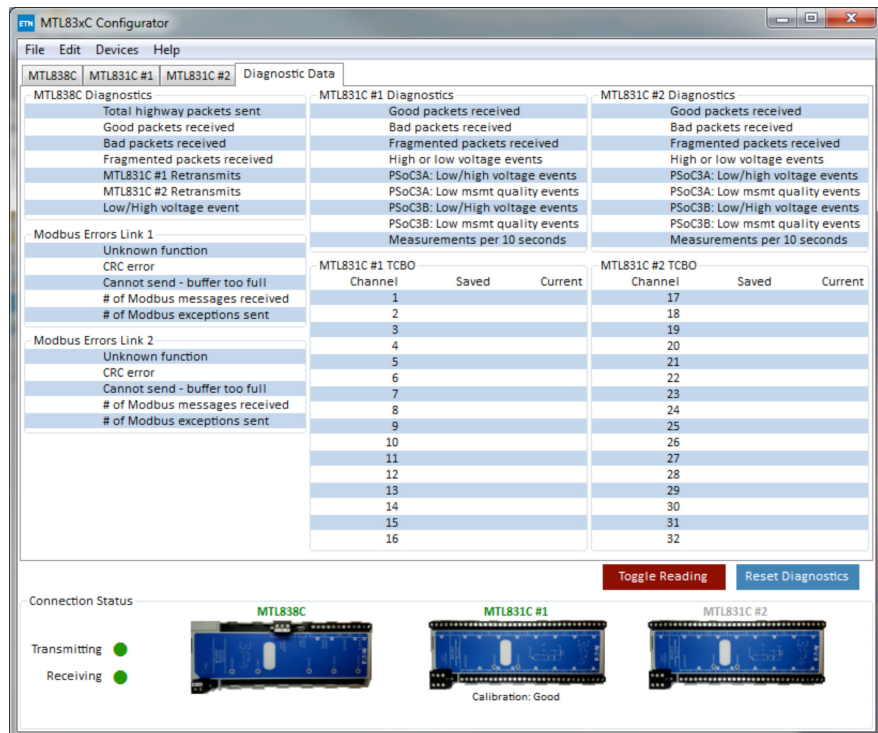 ETN MTL83xC Configurator
File Edit Devices Help
MTL838C MTL831C #1 MTL831C #2 Diagnostic Data
MTL838C Diagnostics
Total highway packets sent
Good packets received
Bad packets received
Fragmented packets received
MTL831C #1 Retransmits
MTL831C #2 Retransmits
Low/High voltage event
Modbus Errors Link 1
Unknown function
CRC error
Cannot send - buffer too full
# of Modbus messages received
# of Modbus exceptions sent
Modbus Errors Link 2
Unknown function
CRC error
Cannot send - buffer too full
# of Modbus messages received
# of Modbus exceptions sent
MTL831C #1 Diagnostics
Good packets received
Bad packets received
Fragmented packets received
High or low voltage events
PSoC3A: Low/high voltage events
PSoC3A: Low msmt quality events
PSoC3B: Low/High voltage events
PSoC3B: Low msmt quality events
Measurements per 10 seconds
MTL831C #1 TCBO
Channel Saved Current
1
2
3
4
5
6
7
8
9
10
11
12
13
14
15
16
MTL831C #2 Diagnostics
Good packets received
Bad packets received
Fragmented packets received
High or low voltage events
PSoC3A: Low/high voltage events
PSoC3A: Low msmt quality events
PSoC3B: Low/High voltage events
PSoC3B: Low msmt quality events
Measurements per 10 seconds
MTL831C #2 TCBO
Channel Saved Current
17
18
19
20
21
22
23
24
25
26
27
28
29
30
31
32
Toggle Reading Reset Diagnostics
Connection Status
MTL838C MTL831C #1 MTL831C #2
Transmitting
Receiving
Calibration: Good